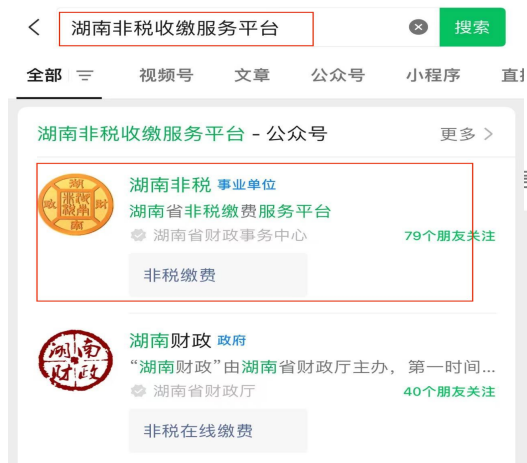 湖南非税收缴服务平台
搜索
全部 视频号 文章 公众号 小程序 直
湖南非税收缴服务平台 - 公众号 更多
湖南非税 事业单位
湖南省非税缴费服务平台
湖南省财政事务中心 79个朋友关注
非税缴费
湖南财政 政府
“湖南财政”由湖南省财政厅主办，第一时间...
湖南省财政厅 40个朋友关注
非税在线缴费
湖南
财政